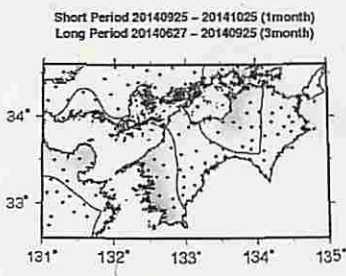 Short Period 20140925 – 20141025 (1month)
Long Period 20140627 – 20140925 (3month)
34°
33°
131° 132° 133° 134° 135°